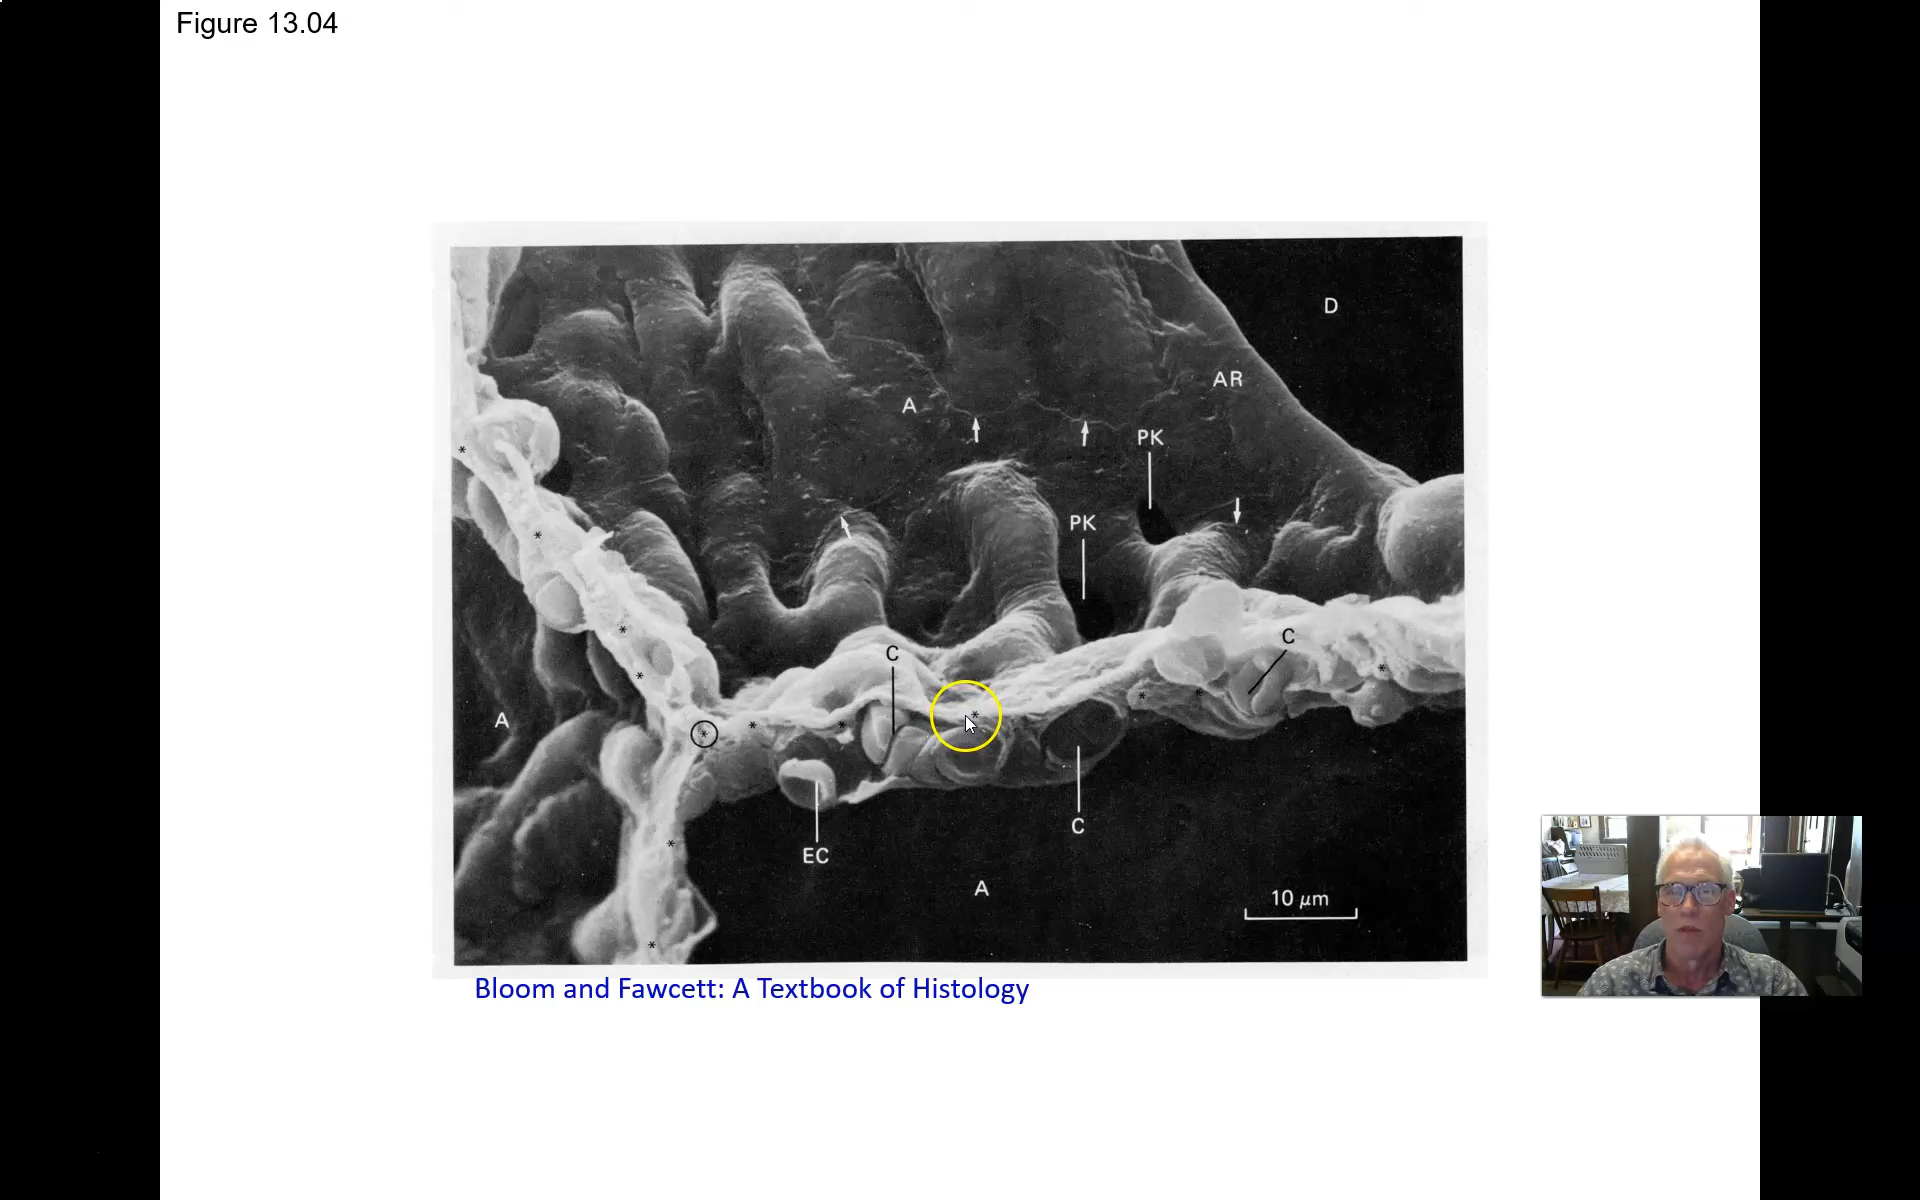 Figure 13.04
D
AR
A
PK
PK
C
C
A
*
*
*
*
*
*
*
*
*
*
*
*
*
C
EC
A
10 μm
Bloom and Fawcett: A Textbook of Histology